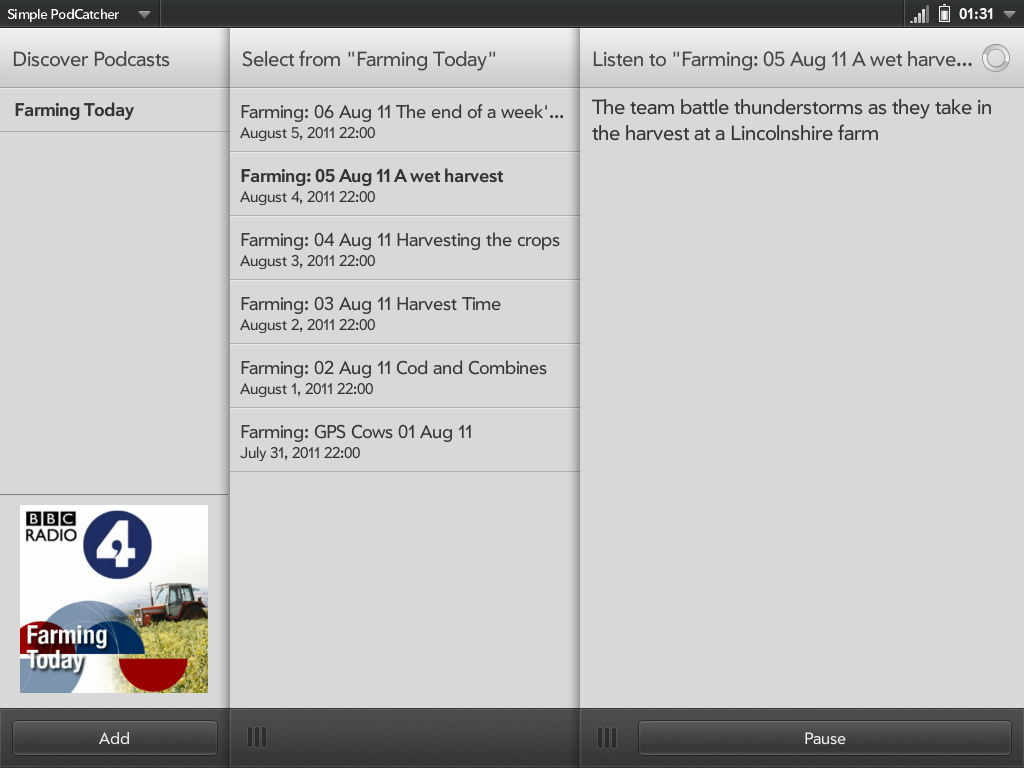 Simple PodCatcher
01:31
Discover Podcasts
Farming Today
BBC
RADIO
4
Farming
Today
Add
Select from "Farming Today"
Farming: 06 Aug 11 The end of a week'...
August 5, 2011 22:00
Farming: 05 Aug 11 A wet harvest
August 4, 2011 22:00
Farming: 04 Aug 11 Harvesting the crops
August 3, 2011 22:00
Farming: 03 Aug 11 Harvest Time
August 2, 2011 22:00
Farming: 02 Aug 11 Cod and Combines
August 1, 2011 22:00
Farming: GPS Cows 01 Aug 11
July 31, 2011 22:00
Listen to "Farming: 05 Aug 11 A wet harve...
The team battle thunderstorms as they take in
the harvest at a Lincolnshire farm
Pause